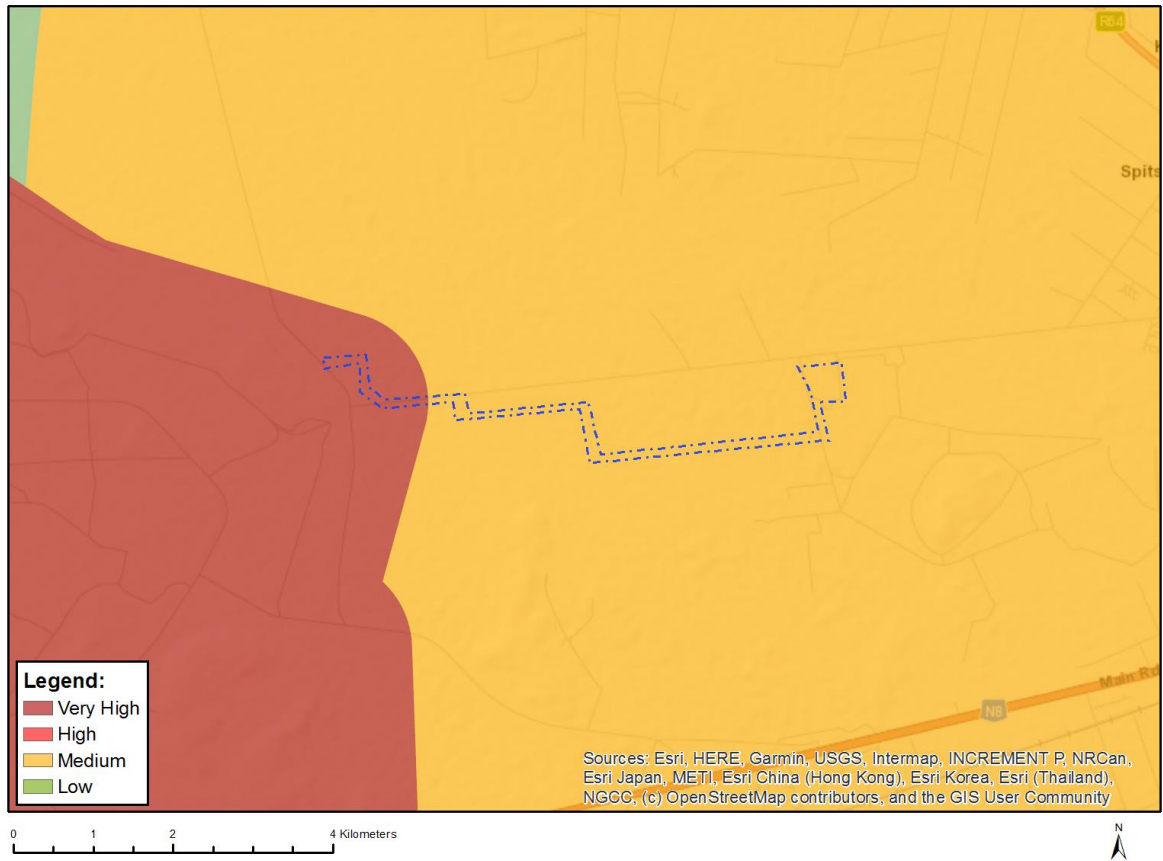 R64
Spits
Main Rd
N8
Legend:
Very High
High
Medium
Low
Sources: Esri, HERE, Garmin, USGS, Intermap, INCREMENT P, NRCan,
Esri Japan, METI, Esri China (Hong Kong), Esri Korea, Esri (Thailand),
NGCC, (c) OpenStreetMap contributors, and the GIS User Community
0 1 2 4 Kilometers
N